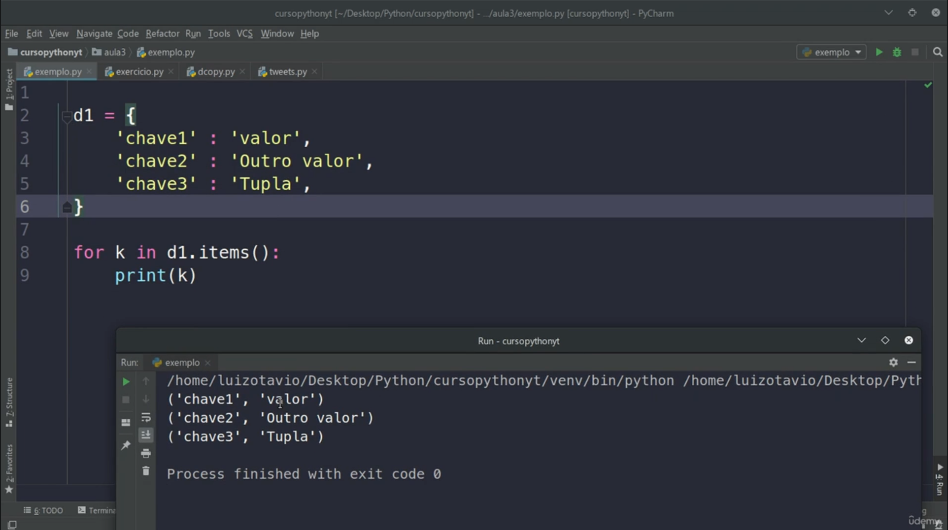 cursopythonyt [~/Desktop/Python/cursopythonyt] - .../aula3/exemplo.py [cursopythonyt] - PyCharm
File Edit View Navigate Code Refactor Run Tools VCS Window Help
cursopythonyt aula3 exemplo.py exemplo
exemplo.py exercicio.py dcopy.py tweets.py
1: Project
1
2 d1 = {
3 'chave1' : 'valor',
4 'chave2' : 'Outro valor',
5 'chave3' : 'Tupla',
6 }
7
8 for k in d1.items():
9 print(k)
Run - cursopythonyt
Run: exemplo
/home/luizotavio/Desktop/Python/cursopythonyt/venv/bin/python /home/luizotavio/Desktop/Pyth
('chave1', 'valor')
('chave2', 'Outro valor')
('chave3', 'Tupla')
Process finished with exit code 0
7: Structure
2: Favorites
4: Run
6: TODO Termina
udemy